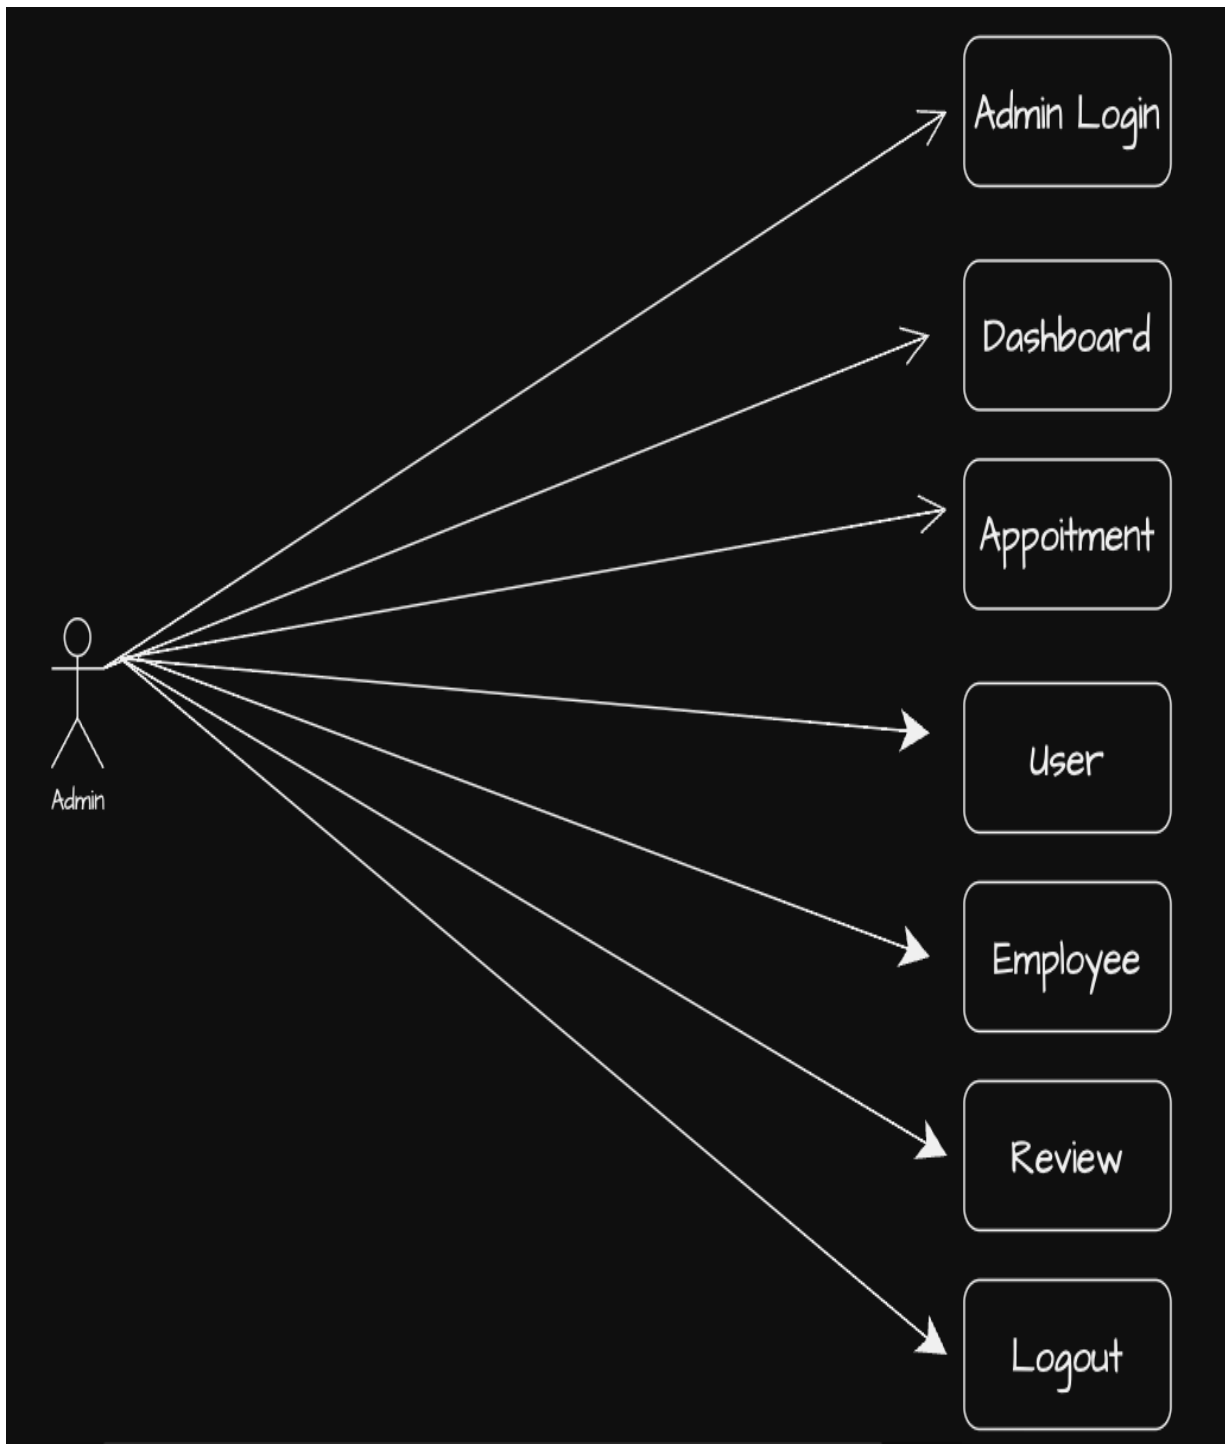 Admin Login
Dashboard
Appoitment
User
Admin
Employee
Review
Logout